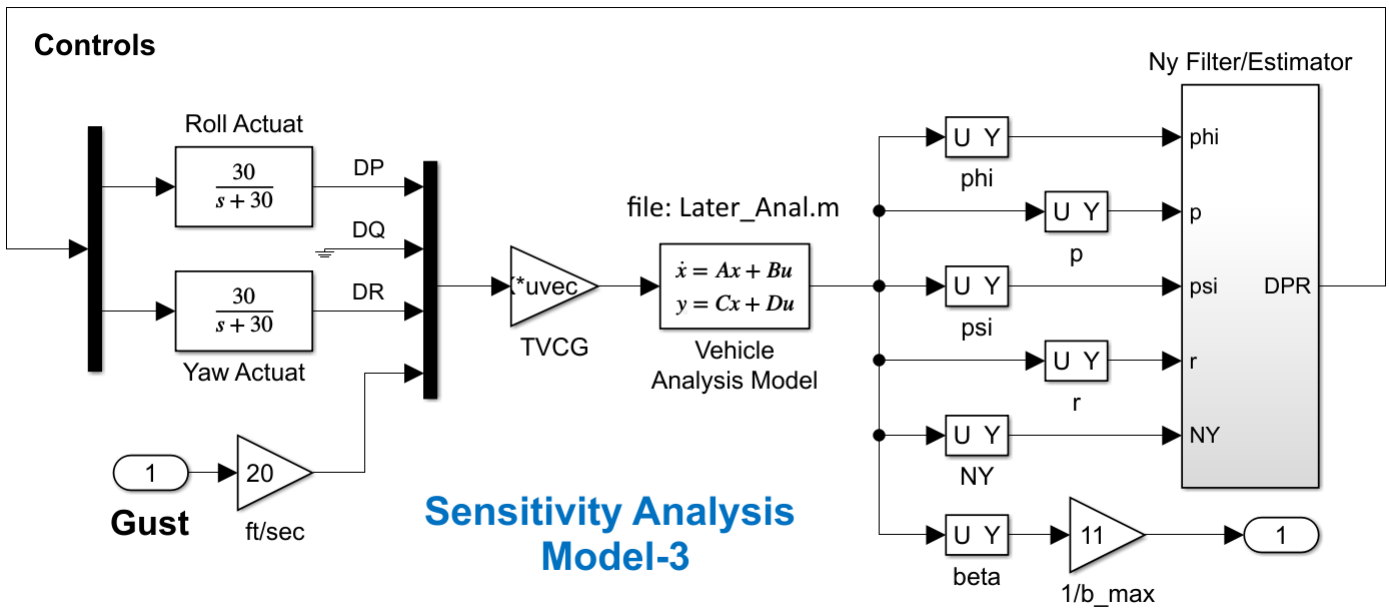 Controls
Ny Filter/Estimator
Roll Actuat
30
s + 30
DP
DQ
30
s + 30
DR
Yaw Actuat
*uvec
TVCG
file: Later_Anal.m
ẋ = Ax + Bu
y = Cx + Du
Vehicle
Analysis Model
U Y
phi
U Y
p
U Y
psi
U Y
r
U Y
NY
U Y
beta
phi
p
psi
r
NY
DPR
1
Gust
20
ft/sec
Sensitivity Analysis
Model-3
11
1/b_max
1